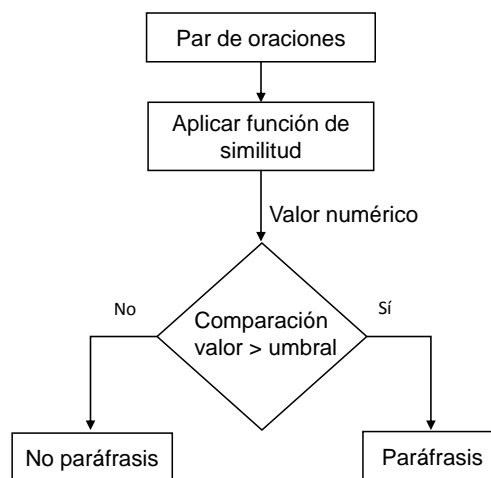 Par de oraciones
Aplicar función de
similitud
Valor numérico
No
Sí
Comparación
valor > umbral
No paráfrasis
Paráfrasis